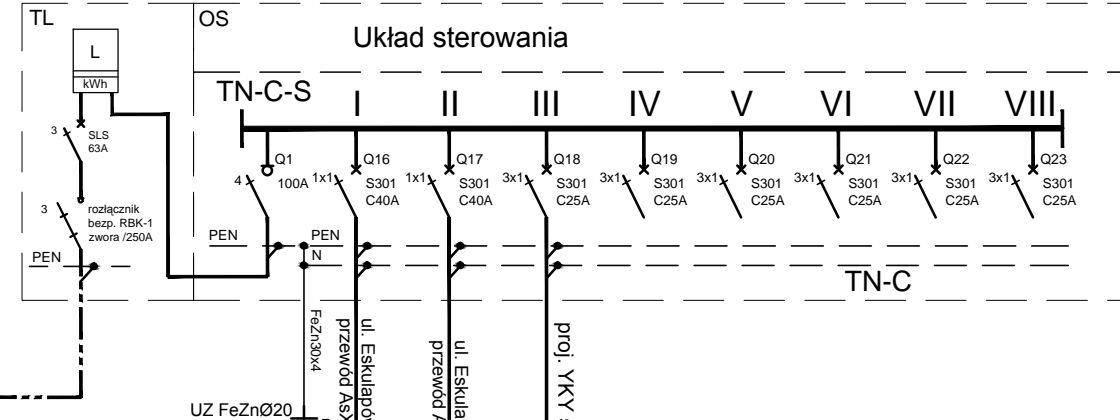 TL
OS
Układ sterowania
L
kWh
TN-C-S
I II III IV V VI VII VIII
3
SLS
63A
4
Q1
100A
1x1
Q16
S301
C40A
1x1
Q17
S301
C40A
3x1
Q18
S301
C25A
3x1
Q19
S301
C25A
3x1
Q20
S301
C25A
3x1
Q21
S301
C25A
3x1
Q22
S301
C25A
3x1
Q23
S301
C25A
3
rozłącznik
bezp. RBK-1
zwora /250A
PEN
PEN
PEN
N
TN-C
FeZn30x4
ul. Eskulapów
przewód AsX
ul. Eskula
przewód A
proj. YKY
UZ FeZnØ20